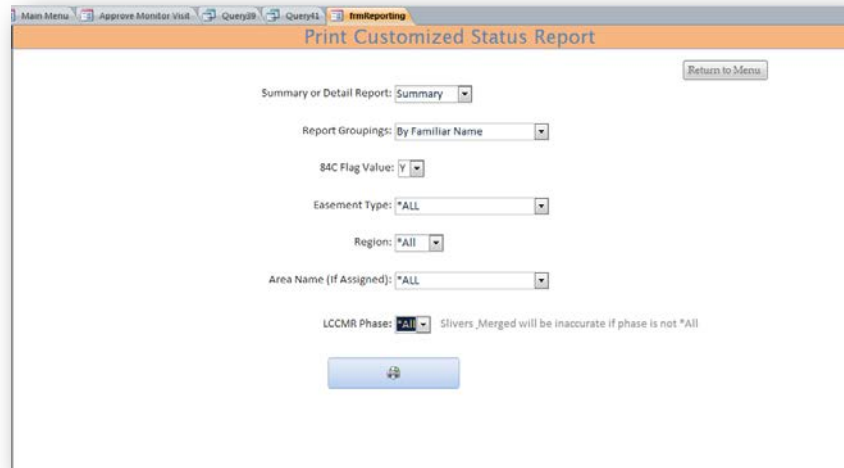 Main Menu Approve Monitor Visit Query39 Query41 frmReporting
Print Customized Status Report
Return to Menu
Summary or Detail Report: Summary
Report Groupings: By Familiar Name
84C Flag Value: Y
Easement Type: *ALL
Region: *All
Area Name (If Assigned): *ALL
LCCMR Phase: *All Slivers ,Merged will be inaccurate if phase is not *All